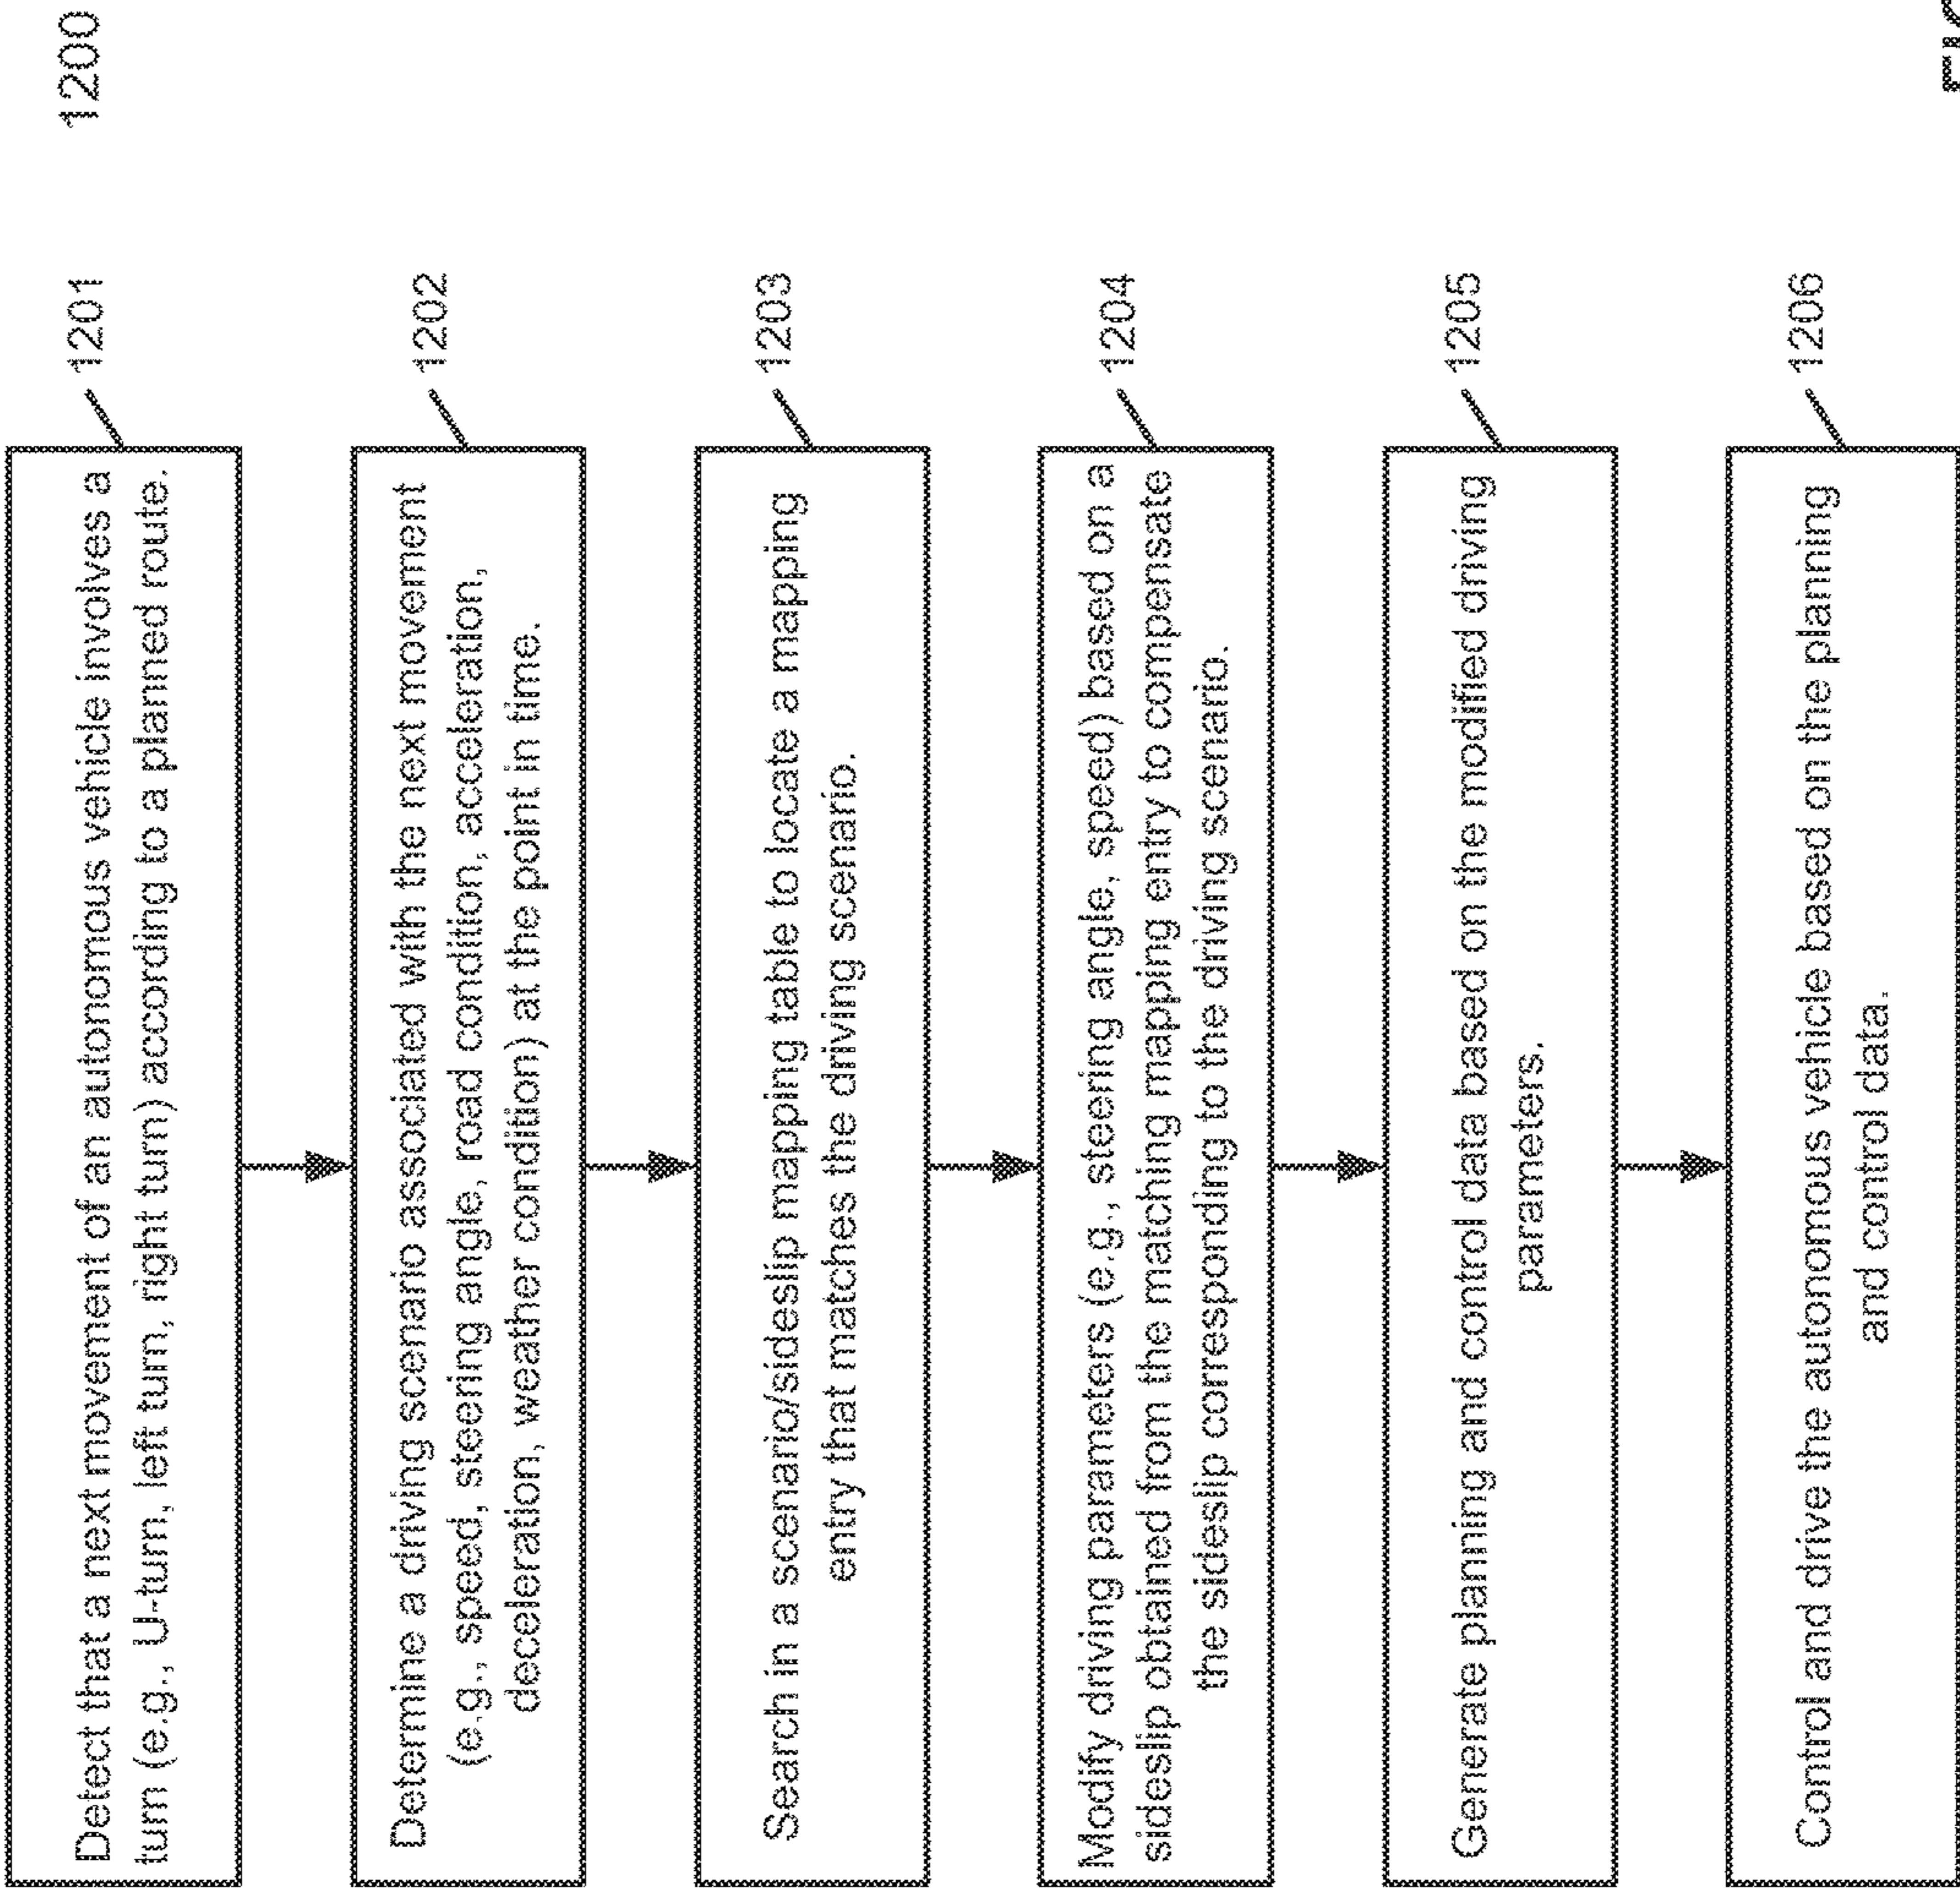 1200
Detect that a next movement of an autonomous vehicle involves a
turn (e.g., U-turn, left turn, right turn) according to a planned route.
1201
Determine a driving scenario associated with the next movement
(e.g., speed, steering angle, road condition, acceleration,
deceleration, weather condition) at the point in time.
1202
Search in a scenario/sideslip mapping table to locate a mapping
entry that matches the driving scenario.
1203
Modify driving parameters (e.g., steering angle, speed) based on a
sideslip obtained from the matching mapping entry to compensate
the sideslip corresponding to the driving scenario.
1204
Generate planning and control data based on the modified driving
parameters.
1205
Control and drive the autonomous vehicle based on the planning
and control data.
1206